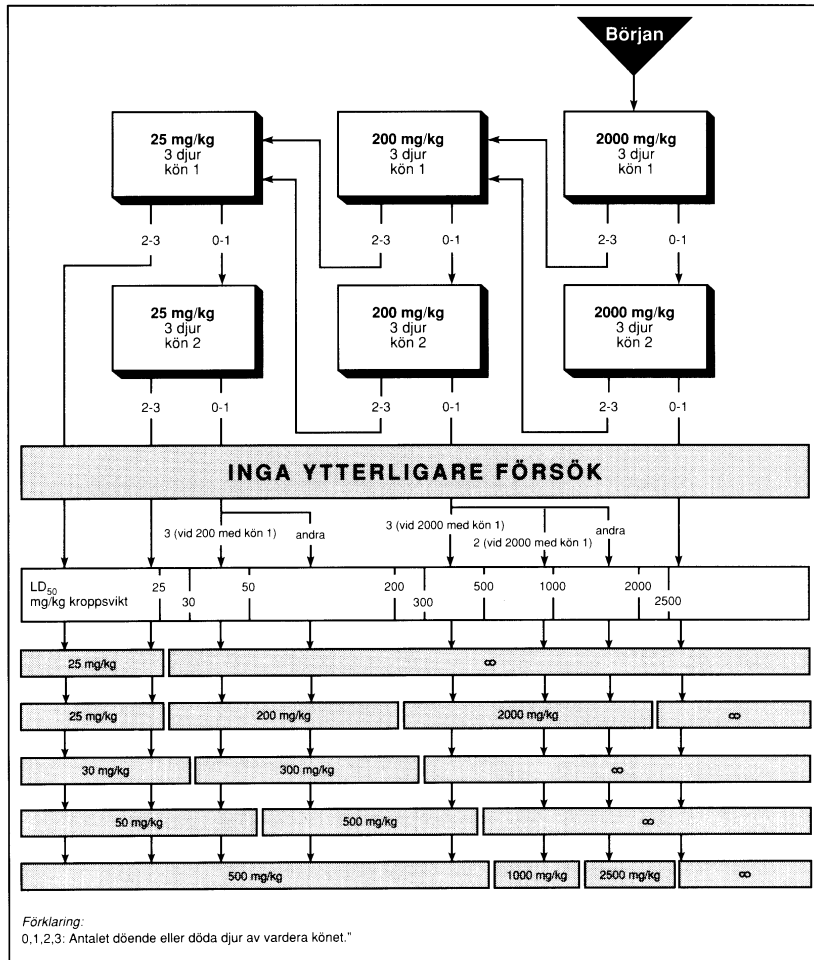 Början
25 mg/kg
3 djur
kön 1
200 mg/kg
3 djur
kön 1
2000 mg/kg
3 djur
kön 1
2-3
0-1
2-3
0-1
2-3
0-1
25 mg/kg
3 djur
kön 2
200 mg/kg
3 djur
kön 2
2000 mg/kg
3 djur
kön 2
2-3
0-1
2-3
0-1
2-3
0-1
INGA YTTERLIGARE FÖRSÖK
3 (vid 200 med kön 1)
andra
3 (vid 2000 med kön 1)
2 (vid 2000 med kön 1)
andra
LD50
mg/kg kroppsvikt
25
30
50
200
300
500
1000
2000
2500
25 mg/kg
∞
25 mg/kg
200 mg/kg
2000 mg/kg
∞
30 mg/kg
300 mg/kg
∞
50 mg/kg
500 mg/kg
∞
500 mg/kg
1000 mg/kg
2500 mg/kg
∞
Förklaring:
0,1,2,3: Antalet döende eller döda djur av vardera könet."